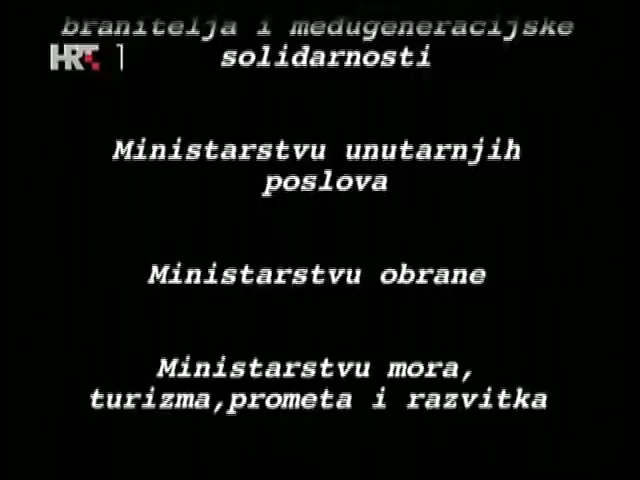 branitelja i međugeneracijske
HRT 1
solidarnosti
Ministarstvu unutarnjih
poslova
Ministarstvu obrane
Ministarstvu mora,
turizma,prometa i razvitka